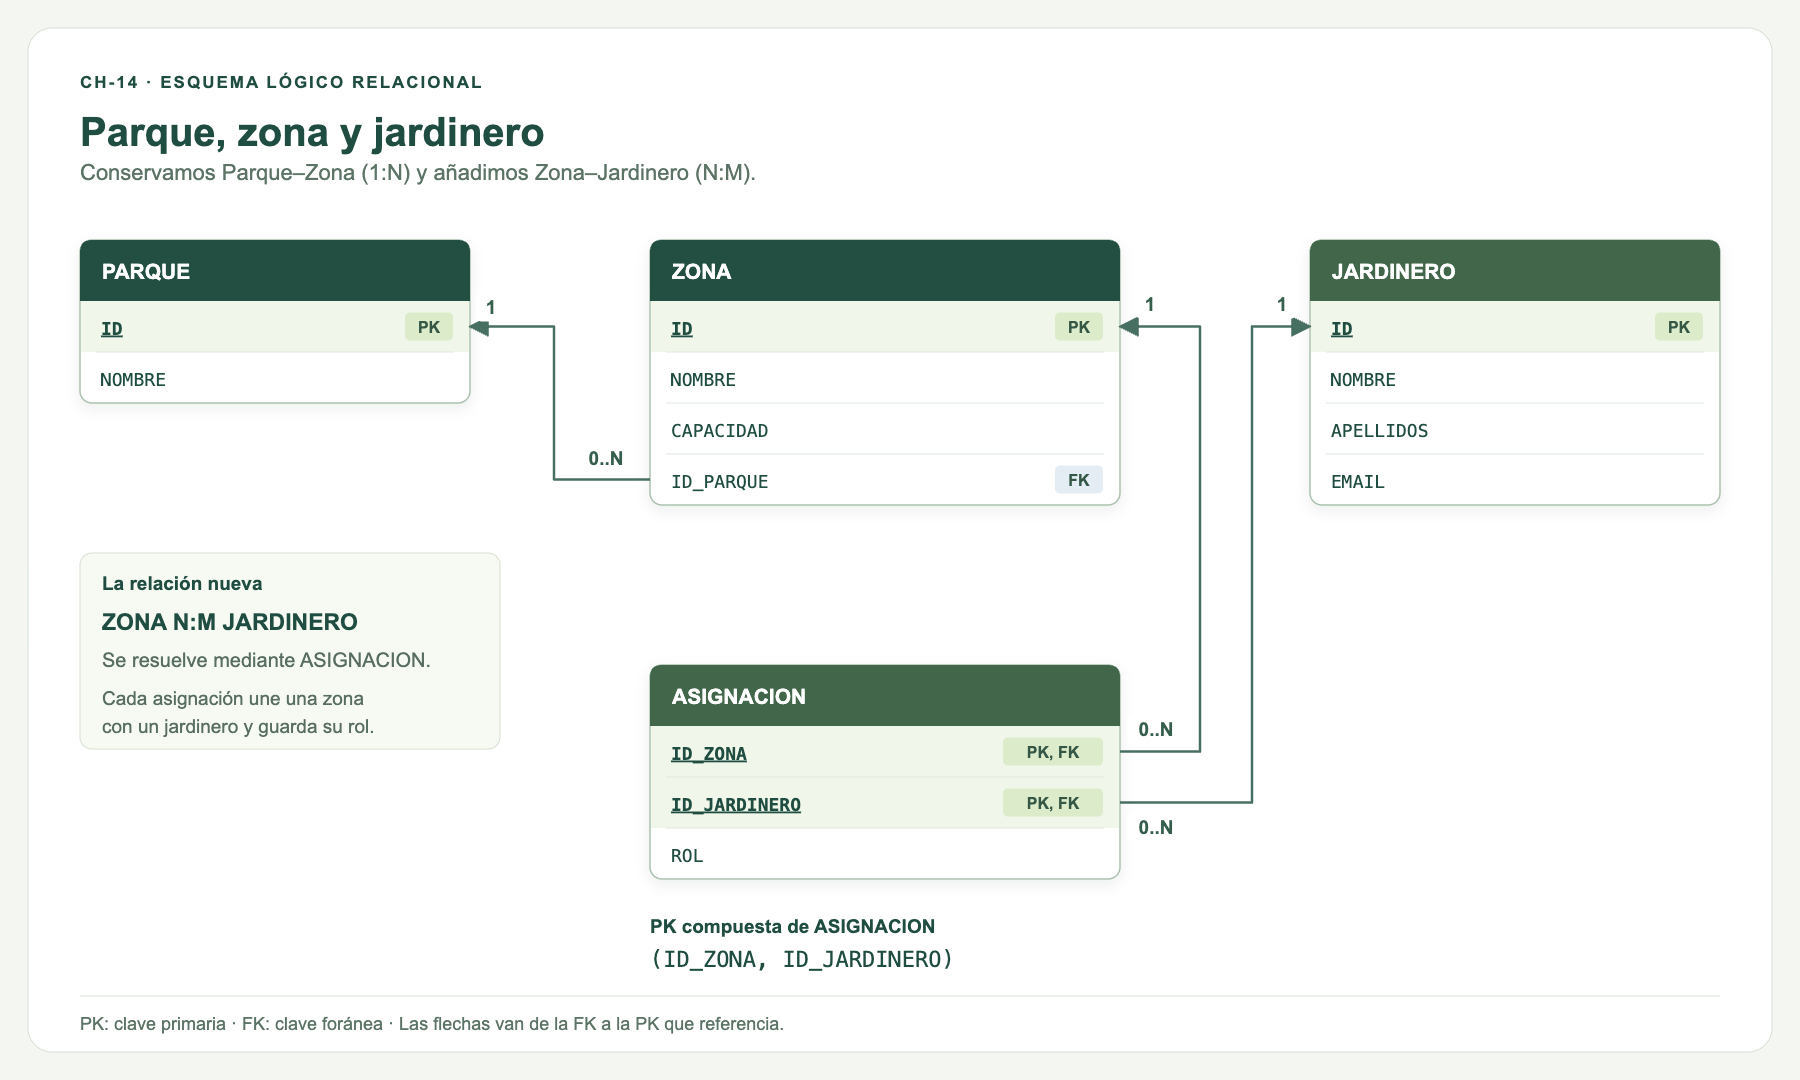 CH-14 · ESQUEMA LÓGICO RELACIONAL
Parque, zona y jardinero
Conservamos Parque–Zona (1:N) y añadimos Zona–Jardinero (N:M).
PARQUE
ID PK
NOMBRE
1
0..N
ZONA
ID PK
NOMBRE
CAPACIDAD
ID_PARQUE FK
1
1
JARDINERO
ID PK
NOMBRE
APELLIDOS
EMAIL
La relación nueva
ZONA N:M JARDINERO
Se resuelve mediante ASIGNACION.
Cada asignación une una zona
con un jardinero y guarda su rol.
ASIGNACION
ID_ZONA PK, FK
ID_JARDINERO PK, FK
ROL
0..N
0..N
PK compuesta de ASIGNACION
(ID_ZONA, ID_JARDINERO)
PK: clave primaria · FK: clave foránea · Las flechas van de la FK a la PK que referencia.